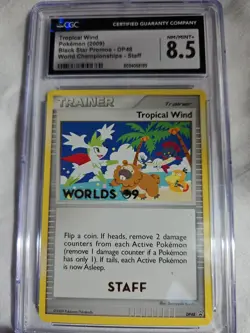 CGC
CERTIFIED GUARANTY COMPANY
Tropical Wind
Pokémon (2009)
Black Star Promos - DP48
World Championships - Staff
NM/MINT+
8.5
TRAINER
Trainer
Tropical Wind
WORLDS '09
Flip a coin. If heads, remove 2 damage
counters from each Active Pokémon
(remove 1 damage counter if a Pokémon
has only 1). If tails, each Active Pokémon
is now Asleep.
STAFF
DP48